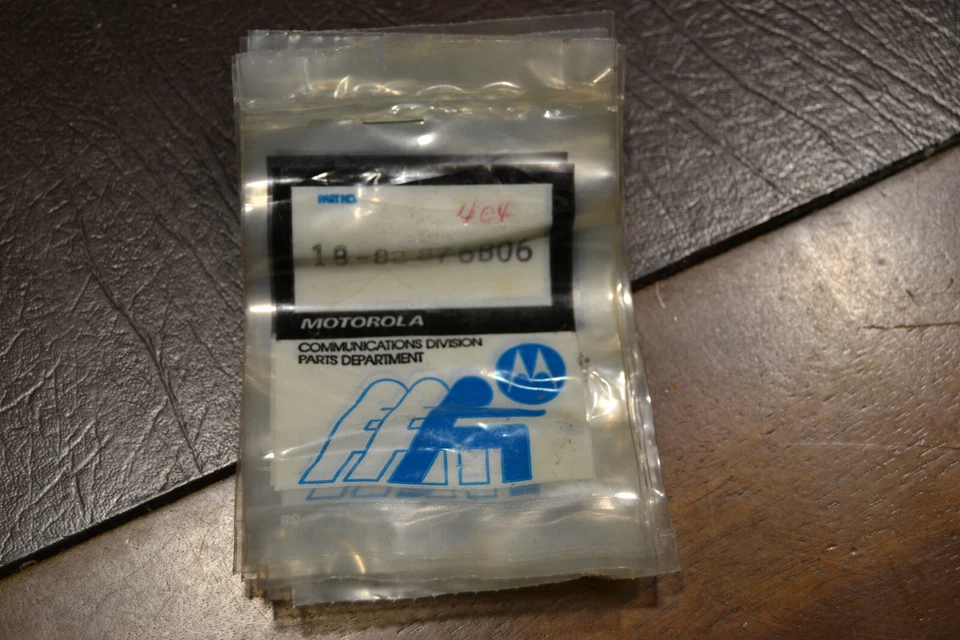 PART NO.
404
MOTOROLA
COMMUNICATIONS DIVISION
PARTS DEPARTMENT